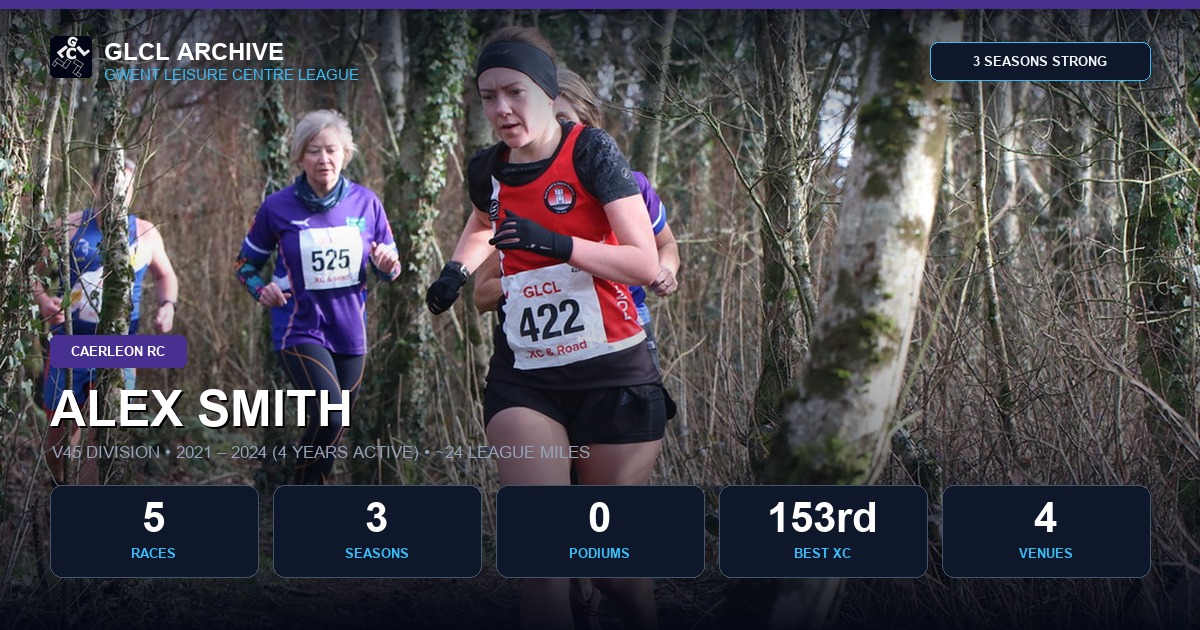 GLCL ARCHIVE
GWENT LEISURE CENTRE LEAGUE
3 SEASONS STRONG
525
XC & Road
GLCL
422
XC & Road
CAERLEON RC
ALEX SMITH
V45 DIVISION • 2021 – 2024 (4 YEARS ACTIVE) • ~24 LEAGUE MILES
5
RACES
3
SEASONS
0
PODIUMS
153rd
BEST XC
4
VENUES